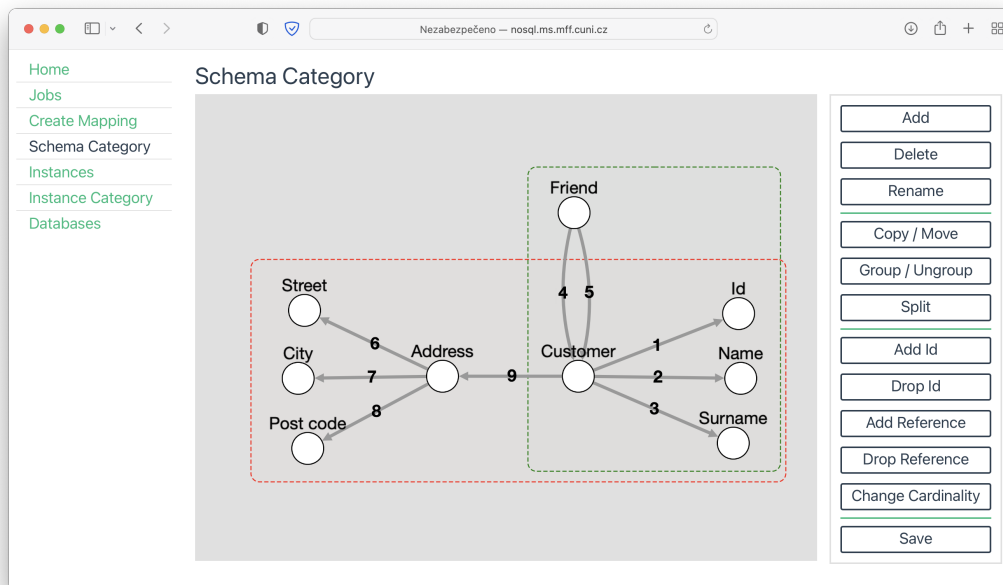 Nezabezpečeno — nosql.ms.mff.cuni.cz
Home
Jobs
Create Mapping
Schema Category
Instances
Instance Category
Databases
Schema Category
Friend
4 5
Street
Id
6
1
City
Address
Customer
Name
7
9
2
8
3
Post code
Surname
Add
Delete
Rename
Copy / Move
Group / Ungroup
Split
Add Id
Drop Id
Add Reference
Drop Reference
Change Cardinality
Save